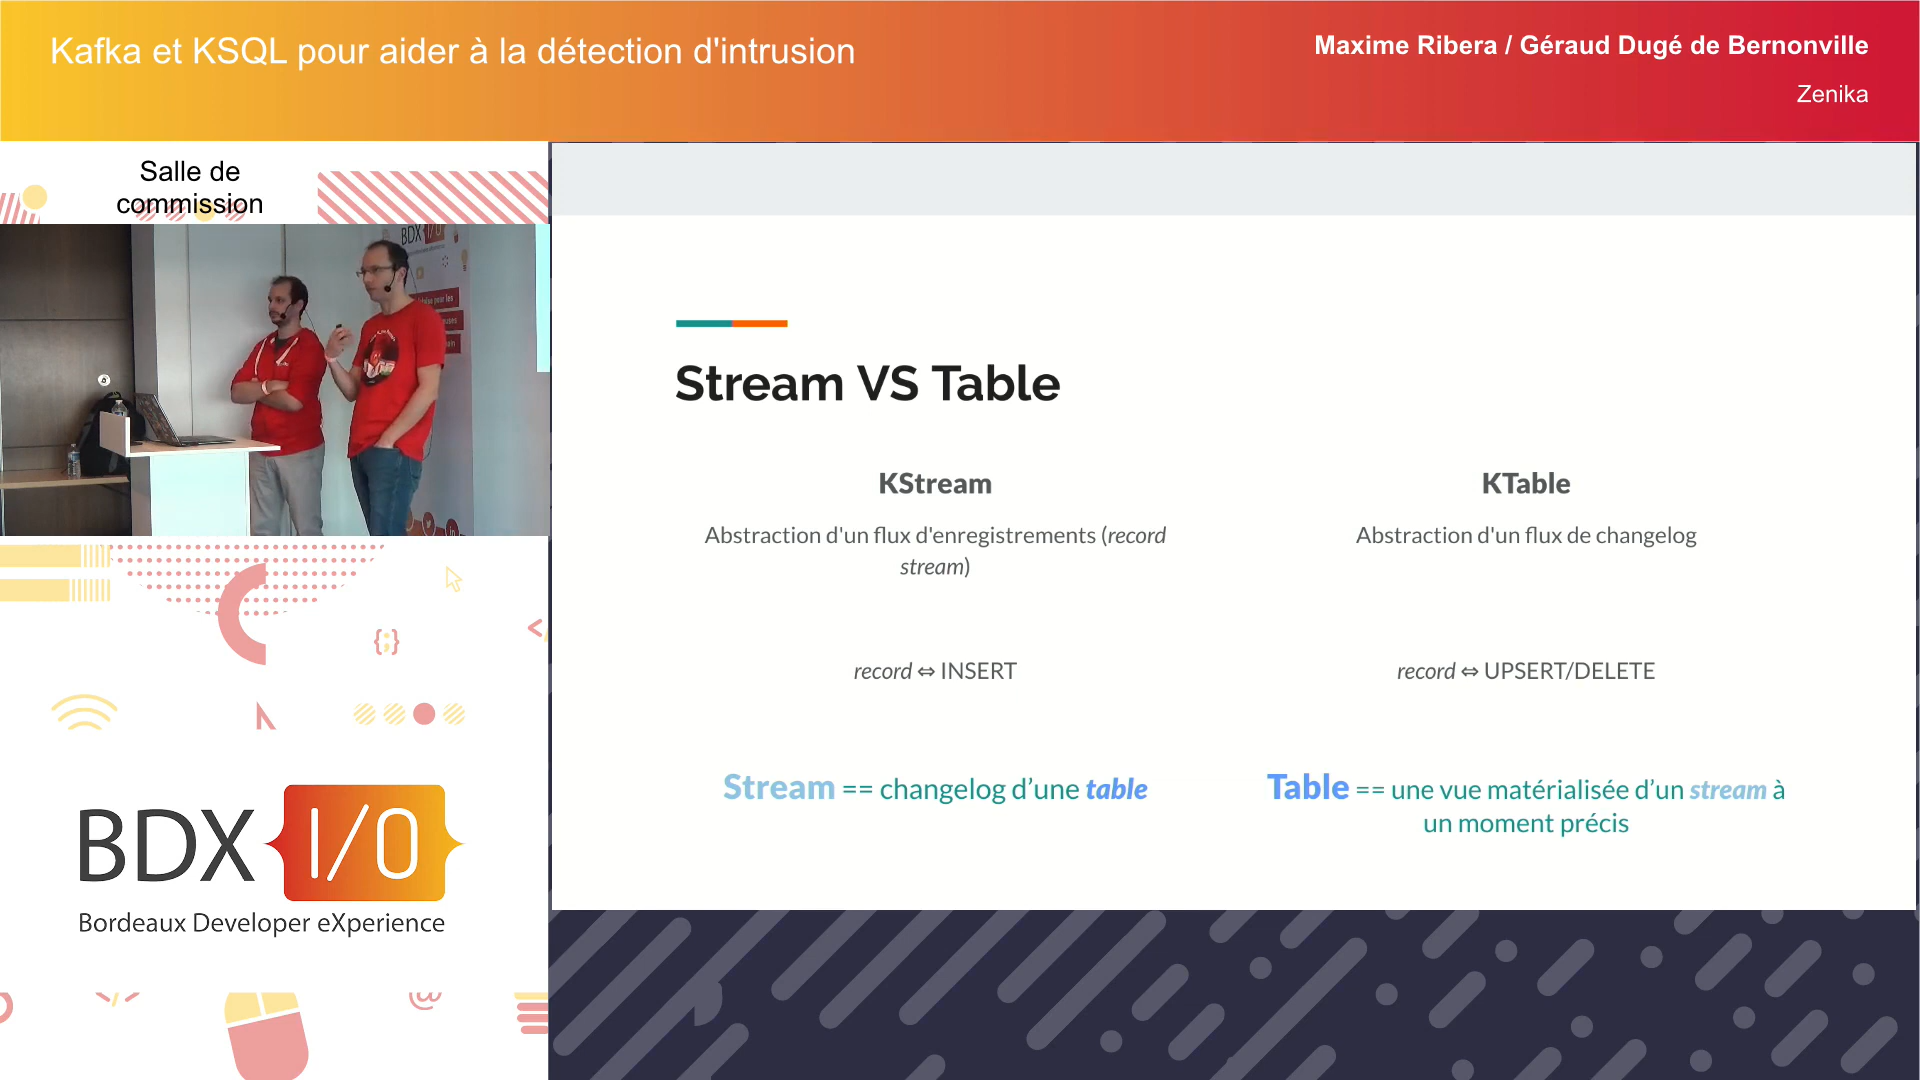 Kafka et KSQL pour aider à la détection d'intrusion
Maxime Ribera / Géraud Dugé de Bernonville
Zenika
Salle de
commission
BDX I/O
Stream VS Table
KStream
Abstraction d'un flux d'enregistrements (record
stream)
record ⇔ INSERT
Stream == changelog d’une table
KTable
Abstraction d'un flux de changelog
record ⇔ UPSERT/DELETE
Table == une vue matérialisée d’un stream à
un moment précis
{;}
BDX I/O
Bordeaux Developer eXperience